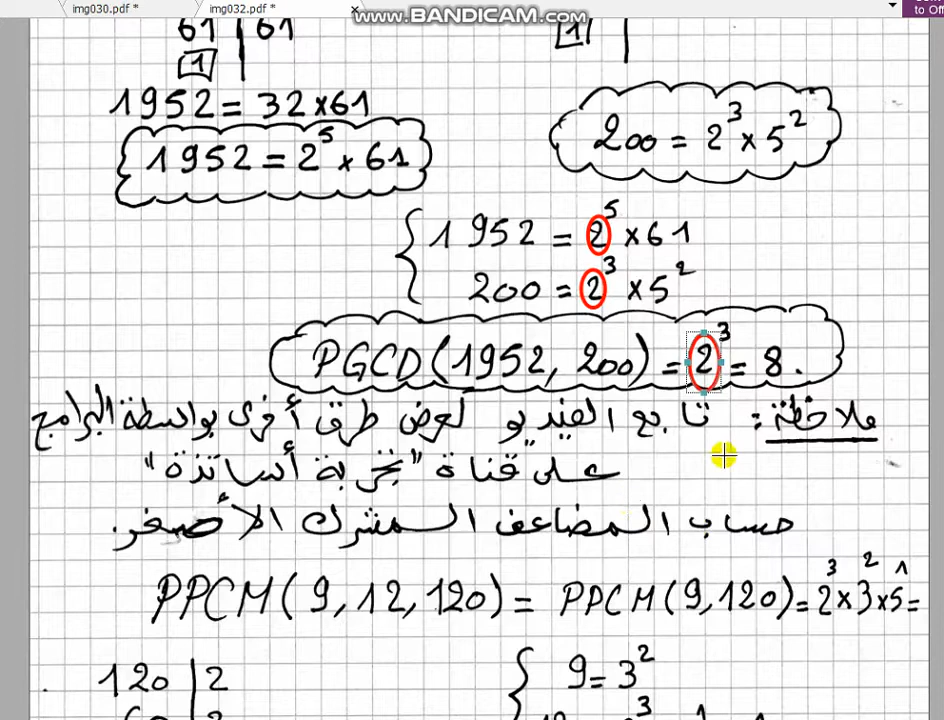 img030.pdf *
img032.pdf *
www.BANDICAM.com
to Off
61 | 61
1
1
1952 = 32×61
1952 = 2^5 × 61
200 = 2^3 × 5^2
1952 = 2^5 × 61
200 = 2^3 × 5^2
PGCD(1952, 200) = 2^3 = 8.
ملاحظة: تابع الفيديو لعرض طرق أخرى بواسطة البرامج
على قناة "تجربة أساتذة"
حساب المضاعف المشترك الأصغر.
PPCM(9,12,120) = PPCM(9,120) = 2^3 × 3^2 × 5^1 =
120 | 2
9 = 3^2